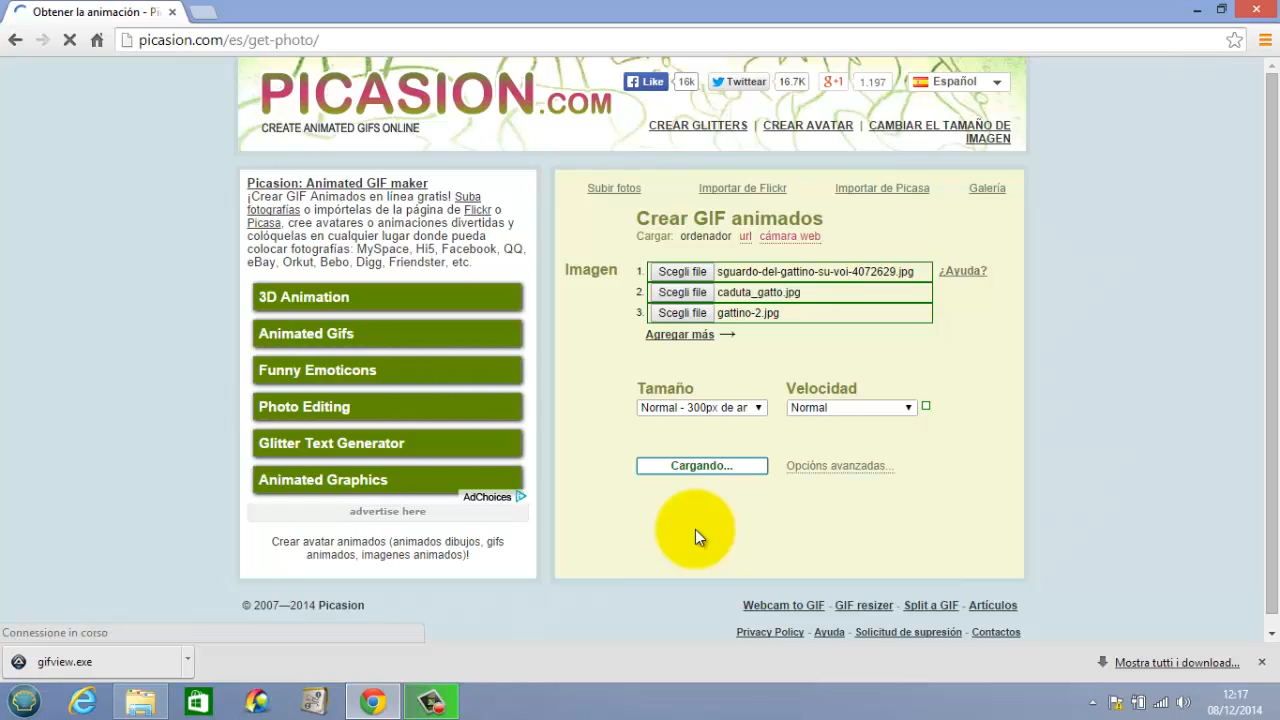 Obtener la animación - Pi
picasion.com/es/get-photo/
PICASION.COM
CREATE ANIMATED GIFS ONLINE
Like 16k Twittear 16.7K g+1 1.197 Español
CREAR GLITTERS | CREAR AVATAR | CAMBIAR EL TAMAÑO DE
IMAGEN
Picasion: Animated GIF maker
¡Crear GIF Animados en línea gratis! Suba
fotografías o impórtelas de la página de Flickr o
Picasa, cree avatares o animaciones divertidas y
colóquelas en cualquier lugar donde pueda
colocar fotografías: MySpace, Hi5, Facebook, QQ,
eBay, Orkut, Bebo, Digg, Friendster, etc.
3D Animation
Animated Gifs
Funny Emoticons
Photo Editing
Glitter Text Generator
Animated Graphics
AdChoices
advertise here
Crear avatar animados (animados dibujos, gifs
animados, imagenes animados)!
Subir fotos Importar de Flickr Importar de Picasa Galería
Crear GIF animados
Cargar: ordenador url cámara web
Imagen 1. Scegli file sguardo-del-gattino-su-voi-4072629.jpg ¿Ayuda?
2. Scegli file caduta_gatto.jpg
3. Scegli file gattino-2.jpg
Agregar más →
Tamaño Velocidad
Normal - 300px de ar Normal
Cargando... Opcións avanzadas...
© 2007—2014 Picasion
Webcam to GIF - GIF resizer - Split a GIF - Artículos
Privacy Policy - Ayuda - Solicitud de supresión - Contactos
Connessione in corso
gifview.exe
Mostra tutti i download...
12:17
08/12/2014